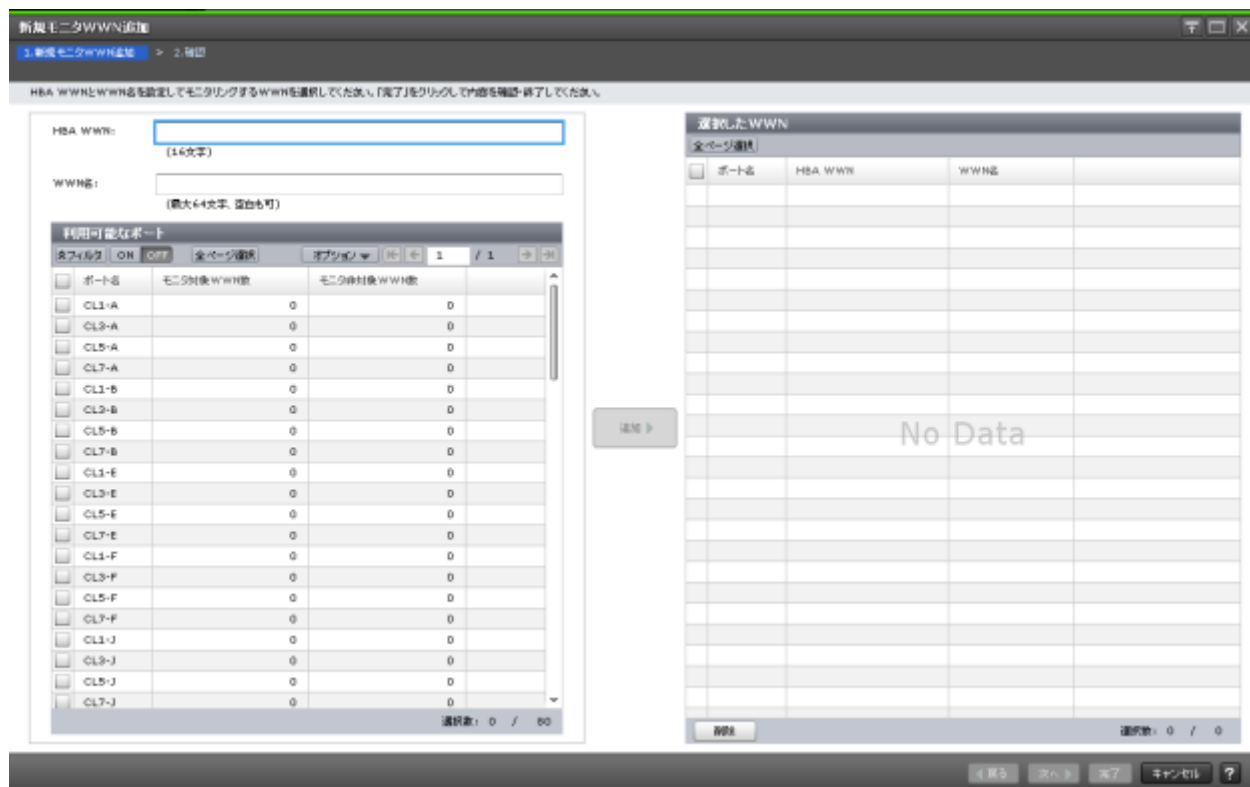 新規モニタWWN追加
1.新規モニタWWN追加 > 2.確認
HBA WWNとWWN名を設定してモニタリングするWWNを選択してください。「完了」をクリックして内容を確認・終了してください。
HBA WWN:
(16文字)
WWN名:
(最大64文字、空白も可)
利用可能なポート
表フィルタ ON OFF 全ページ選択 オプション 1 / 1
ポート名 モニタ対象WWN数 モニタ非対象WWN数
CL1-A 0 0
CL3-A 0 0
CL5-A 0 0
CL7-A 0 0
CL1-B 0 0
CL3-B 0 0
CL5-B 0 0
CL7-B 0 0
CL1-E 0 0
CL3-E 0 0
CL5-E 0 0
CL7-E 0 0
CL1-F 0 0
CL3-F 0 0
CL5-F 0 0
CL7-F 0 0
CL1-J 0 0
CL3-J 0 0
CL5-J 0 0
CL7-J 0 0
選択数: 0 / 80
追加
選択したWWN
全ページ選択
ポート名 HBA WWN WWN名
No Data
削除 選択数: 0 / 0
戻る 次へ 完了 キャンセル ?